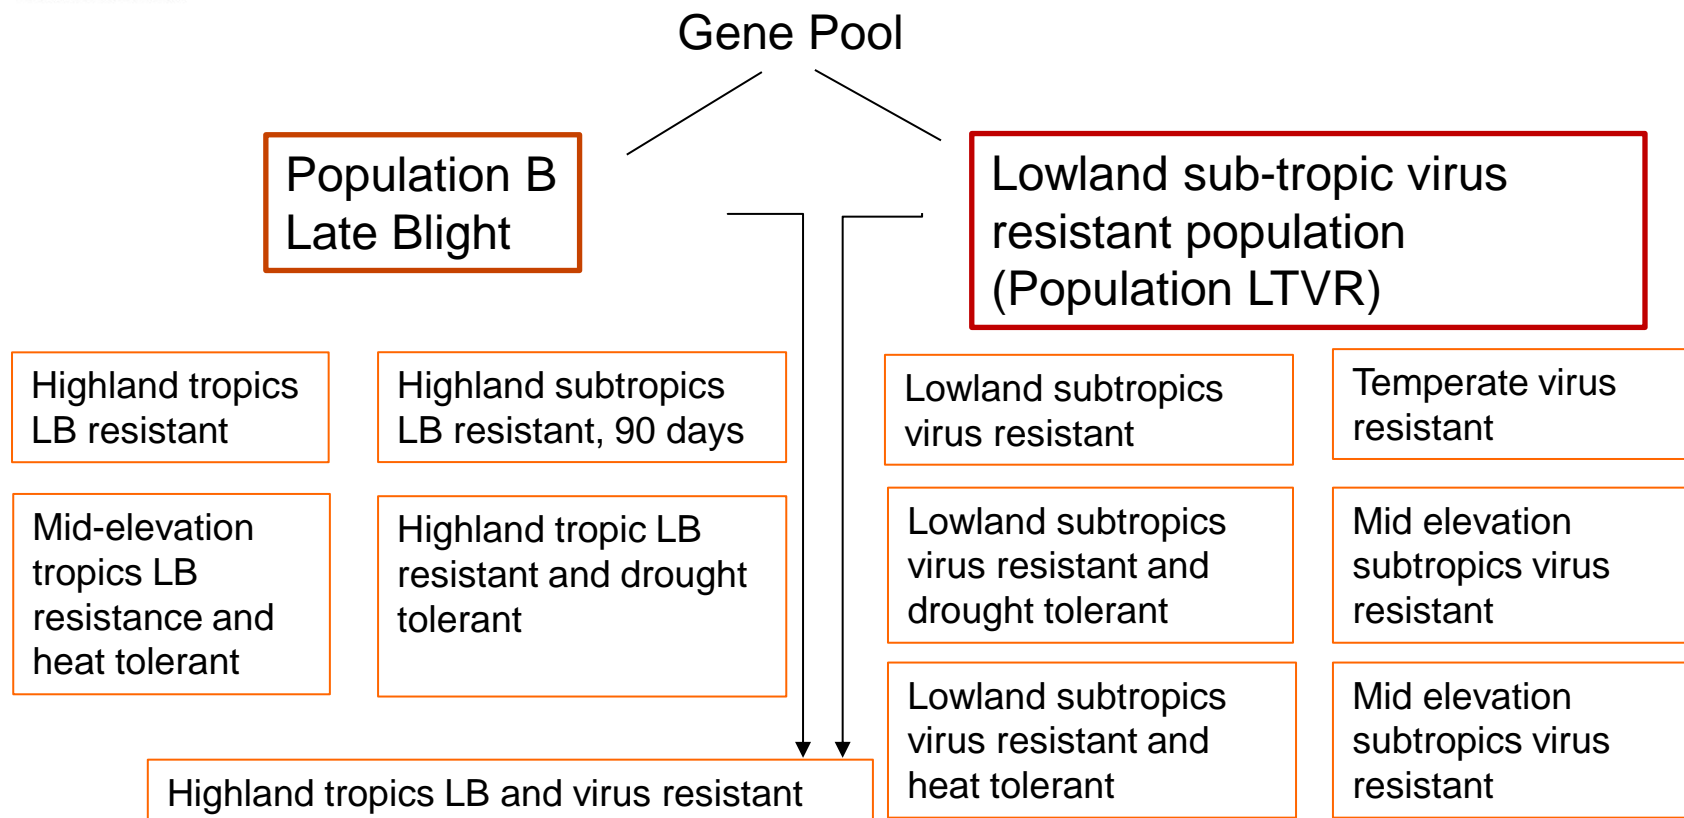 Gene Pool
Population B
Late Blight
Lowland sub-tropic virus
resistant population
(Population LTVR)
Highland tropics
LB resistant
Highland subtropics
LB resistant, 90 days
Lowland subtropics
virus resistant
Temperate virus
resistant
Mid-elevation
tropics LB
resistance and
heat tolerant
Highland tropic LB
resistant and drought
tolerant
Lowland subtropics
virus resistant and
drought tolerant
Mid elevation
subtropics virus
resistant
Lowland subtropics
virus resistant and
heat tolerant
Mid elevation
subtropics virus
resistant
Highland tropics LB and virus resistant